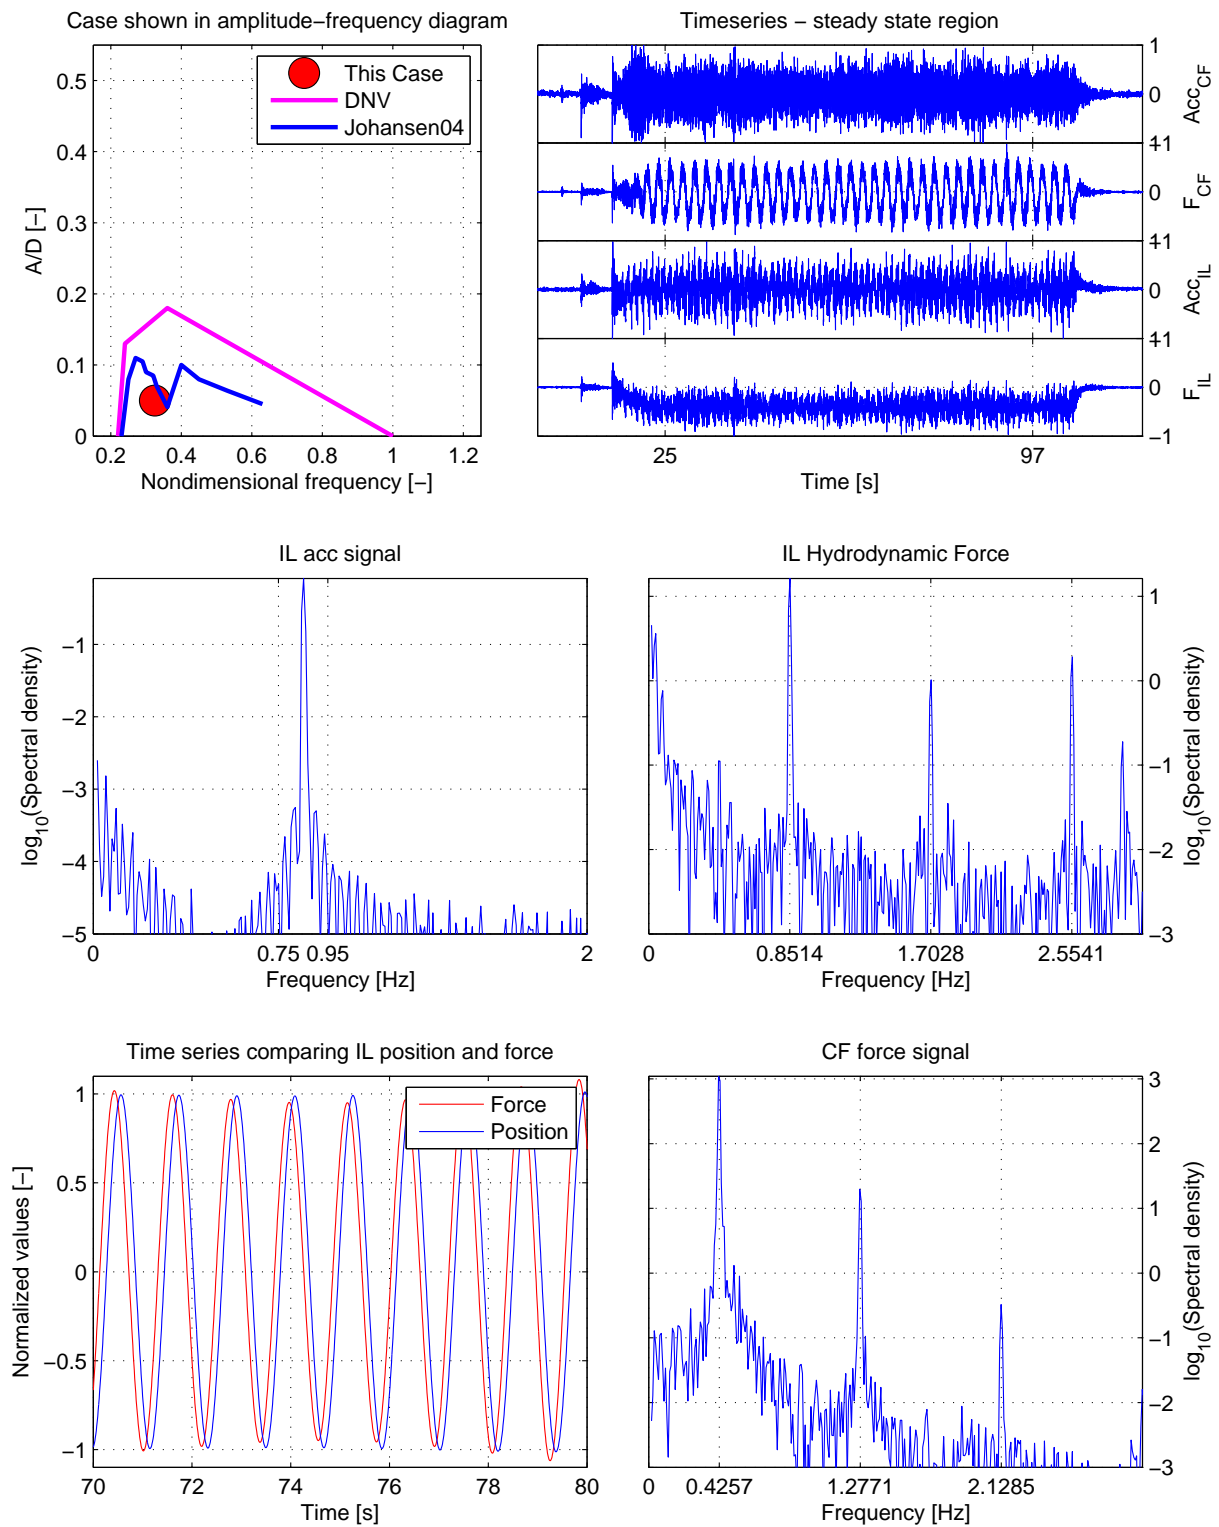 Case shown in amplitude−frequency diagram
0.5
0.4
0.3
0.2
0.1
0
A/D [−]
This Case
DNV
Johansen04
0.2 0.4 0.6 0.8 1 1.2
Nondimensional frequency [−]
Timeseries − steady state region
1
0
Acc_CF
−1 1
0
F_CF
−1 1
0
Acc_IL
−1 1
0
F_IL
−1
25 97
Time [s]
IL acc signal
−1
−2
−3
−4
−5
log10(Spectral density)
0 0.75 0.95 2
Frequency [Hz]
IL Hydrodynamic Force
1
0
−1
−2
−3
log10(Spectral density)
0 0.8514 1.7028 2.5541
Frequency [Hz]
Time series comparing IL position and force
1
0.5
0
−0.5
−1
Normalized values [−]
Force
Position
70 72 74 76 78 80
Time [s]
CF force signal
3
2
1
0
−1
−2
−3
log10(Spectral density)
0 0.4257 1.2771 2.1285
Frequency [Hz]